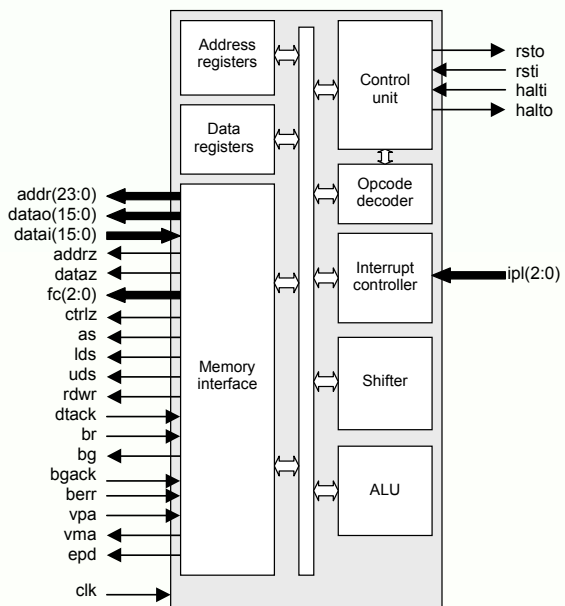 Address
registers
Data
registers
Memory
interface
Control
unit
Opcode
decoder
Interrupt
controller
Shifter
ALU
addr(23:0)
datao(15:0)
datai(15:0)
addrz
dataz
fc(2:0)
ctrlz
as
lds
uds
rdwr
dtack
br
bg
bgack
berr
vpa
vma
epd
clk
rsto
rsti
halti
halto
ipl(2:0)